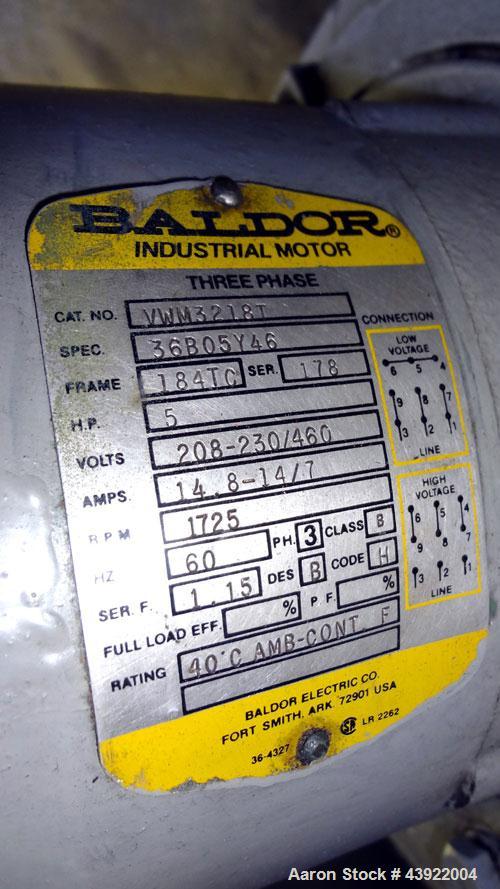 BALDOR®
INDUSTRIAL MOTOR
THREE PHASE
CAT. NO. VWM3218T
SPEC. 36B05Y46
FRAME 184TC SER. 178
H.P. 5
VOLTS 208-230/460
AMPS. 14.8-14/7
R P M 1725
HZ 60 PH. 3 CLASS B
SER. F. 1.15 DES B CODE H
FULL LOAD EFF. % P. F. %
RATING 40°C AMB-CONT. F
CONNECTION
LOW
VOLTAGE
6 5 4
9 8 7
3 2 1
LINE
HIGH
VOLTAGE
6 5 4
9 8 7
3 2 1
LINE
BALDOR ELECTRIC CO.
FORT SMITH, ARK. 72901 USA
36-4327 SA LR 2262
Aaron Stock # 43922004